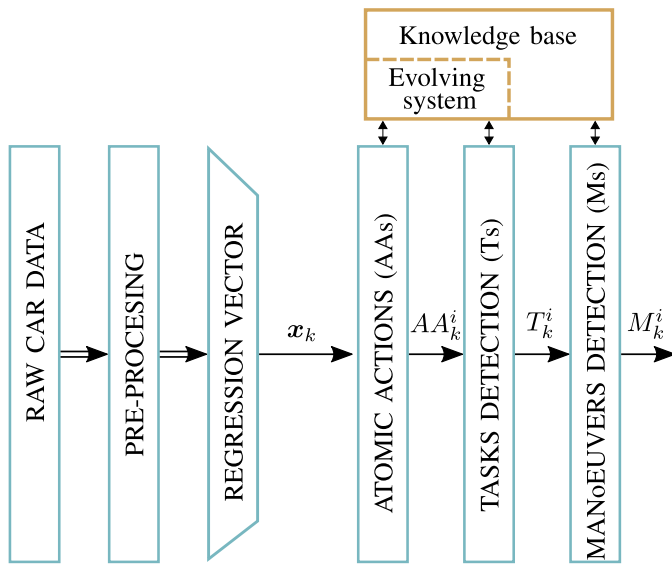 Knowledge base
Evolving
system
RAW CAR DATA
PRE-PROCESING
REGRESSION VECTOR
x_k
ATOMIC ACTIONS (AAs)
AA_k^i
TASKS DETECTION (Ts)
T_k^i
MANoEUVERS DETECTION (Ms)
M_k^i